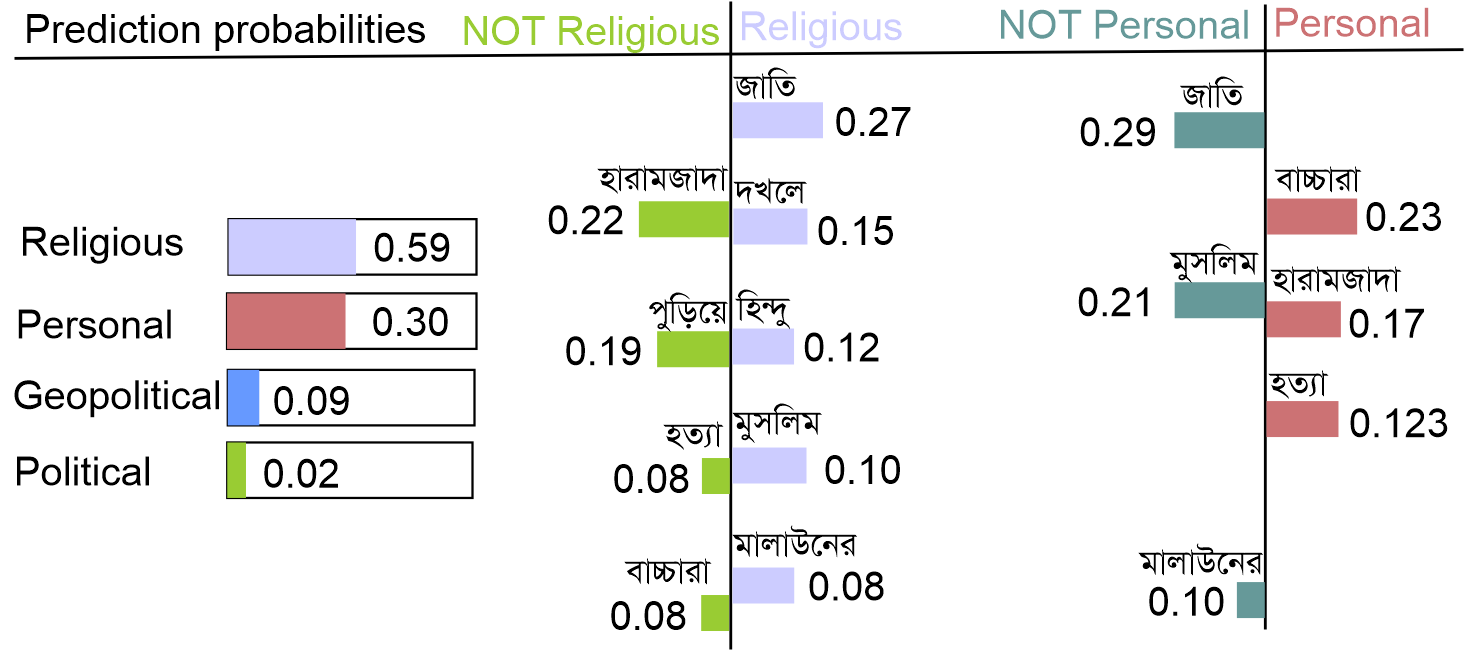 Prediction probabilities
NOT Religious
Religious
NOT Personal
Personal
Religious 0.59
Personal 0.30
Geopolitical 0.09
Political 0.02
হারামজাদা
0.22
পুড়িয়ে
0.19
হত্যা
0.08
বাচ্চারা
0.08
জাতি
0.27
দখলে
0.15
হিন্দু
0.12
মুসলিম
0.10
মালাউনের
0.08
জাতি
0.29
মুসলিম
0.21
মালাউনের
0.10
বাচ্চারা
0.23
হারামজাদা
0.17
হত্যা
0.123